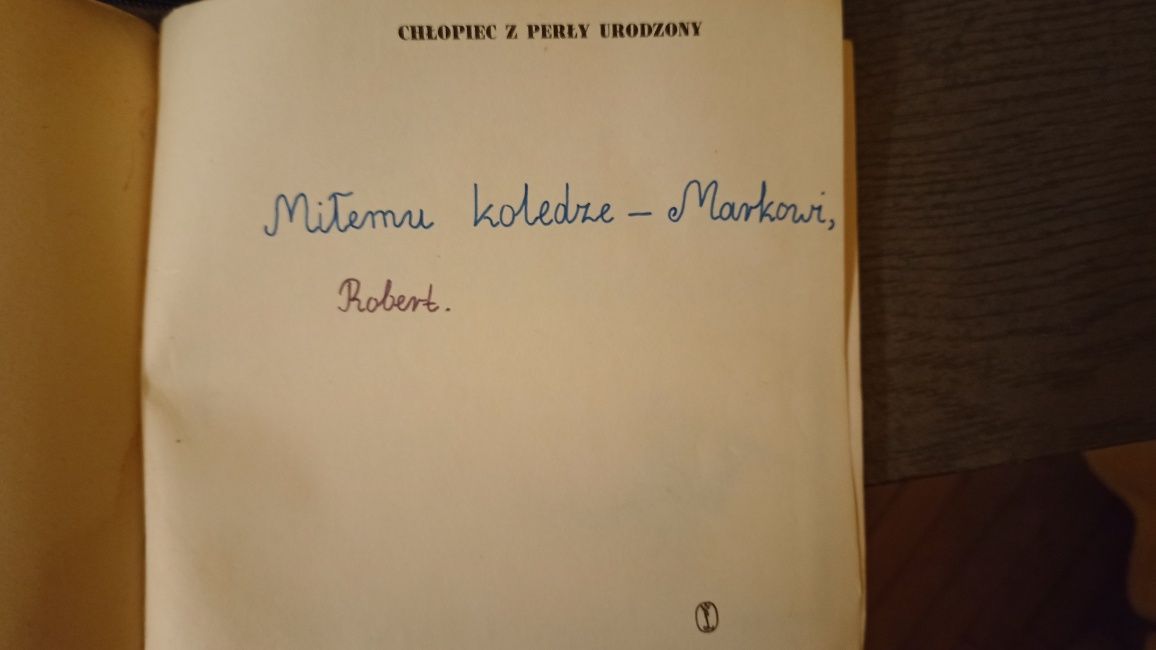 CHŁOPIEC Z PERŁY URODZONY
Miłemu koledze – Markowi,
Robert.